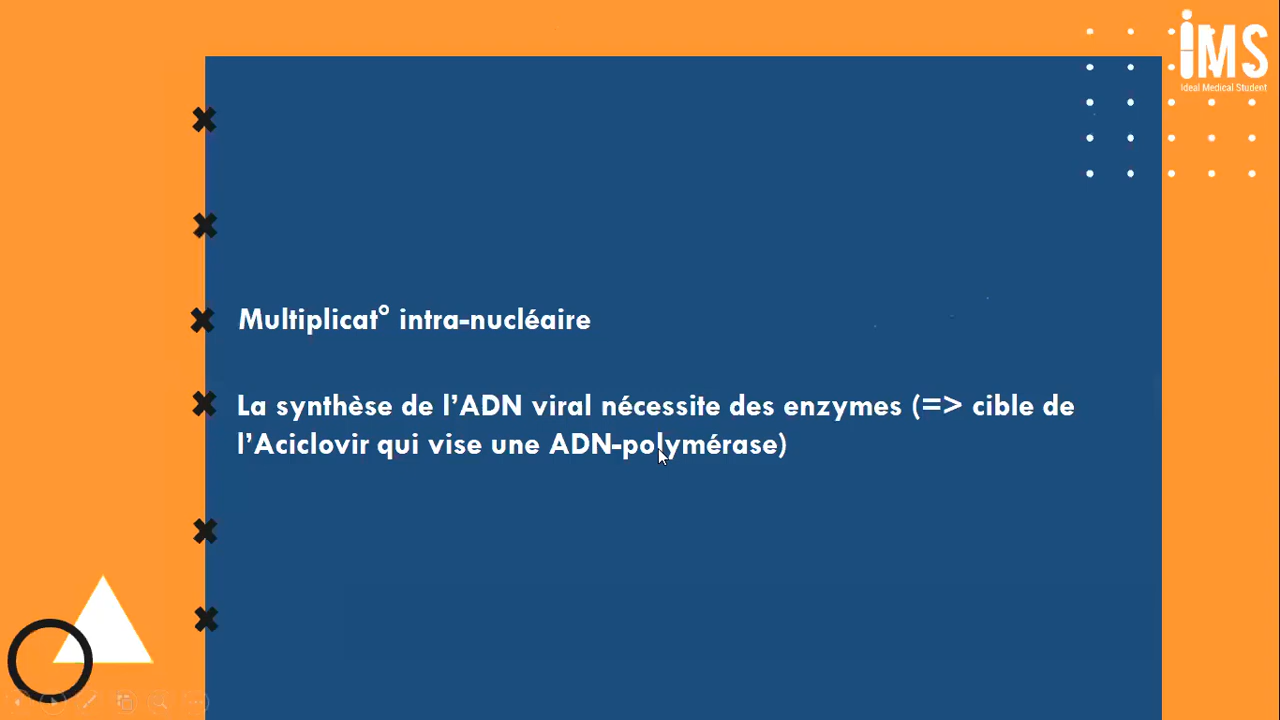 iMS
Ideal Medical Student
Multiplicat° intra-nucléaire
La synthèse de l'ADN viral nécessite des enzymes (=> cible de
l'Aciclovir qui vise une ADN-polymérase)